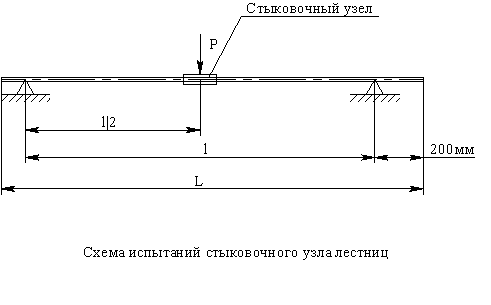 Стыковочный узел
P
l|2
l
200мм
L
Схема испытаний стыковочного узла лестниц